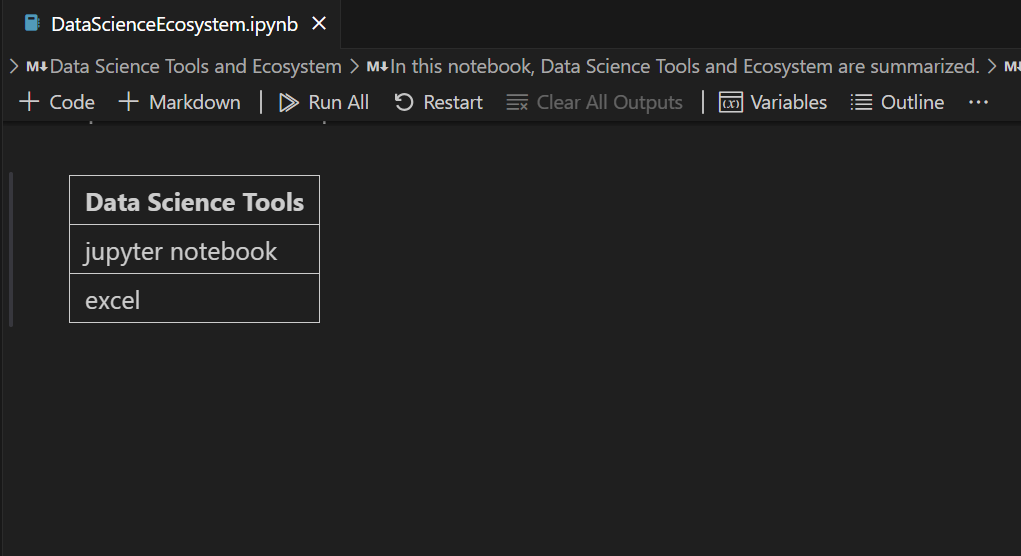 DataScienceEcosystem.ipynb
M↓Data Science Tools and Ecosystem > M↓In this notebook, Data Science Tools and Ecosystem are summarized. > M↓
Code Markdown Run All Restart Clear All Outputs (x) Variables Outline ...
Data Science Tools
jupyter notebook
excel